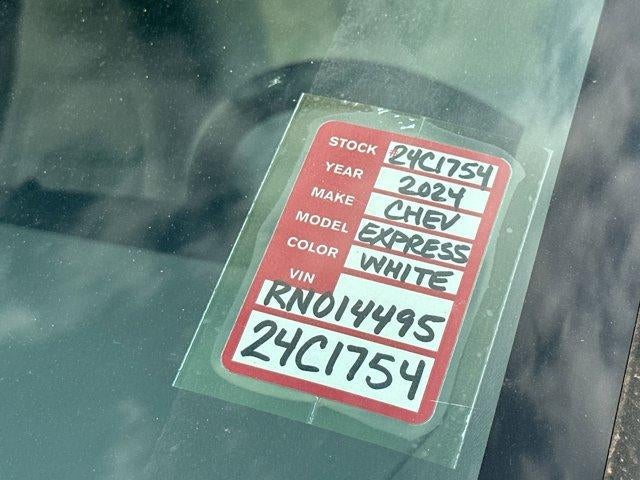 STOCK 24C1754
YEAR 2024
MAKE CHEV
MODEL EXPRESS
COLOR WHITE
VIN
RN014495
24C1754